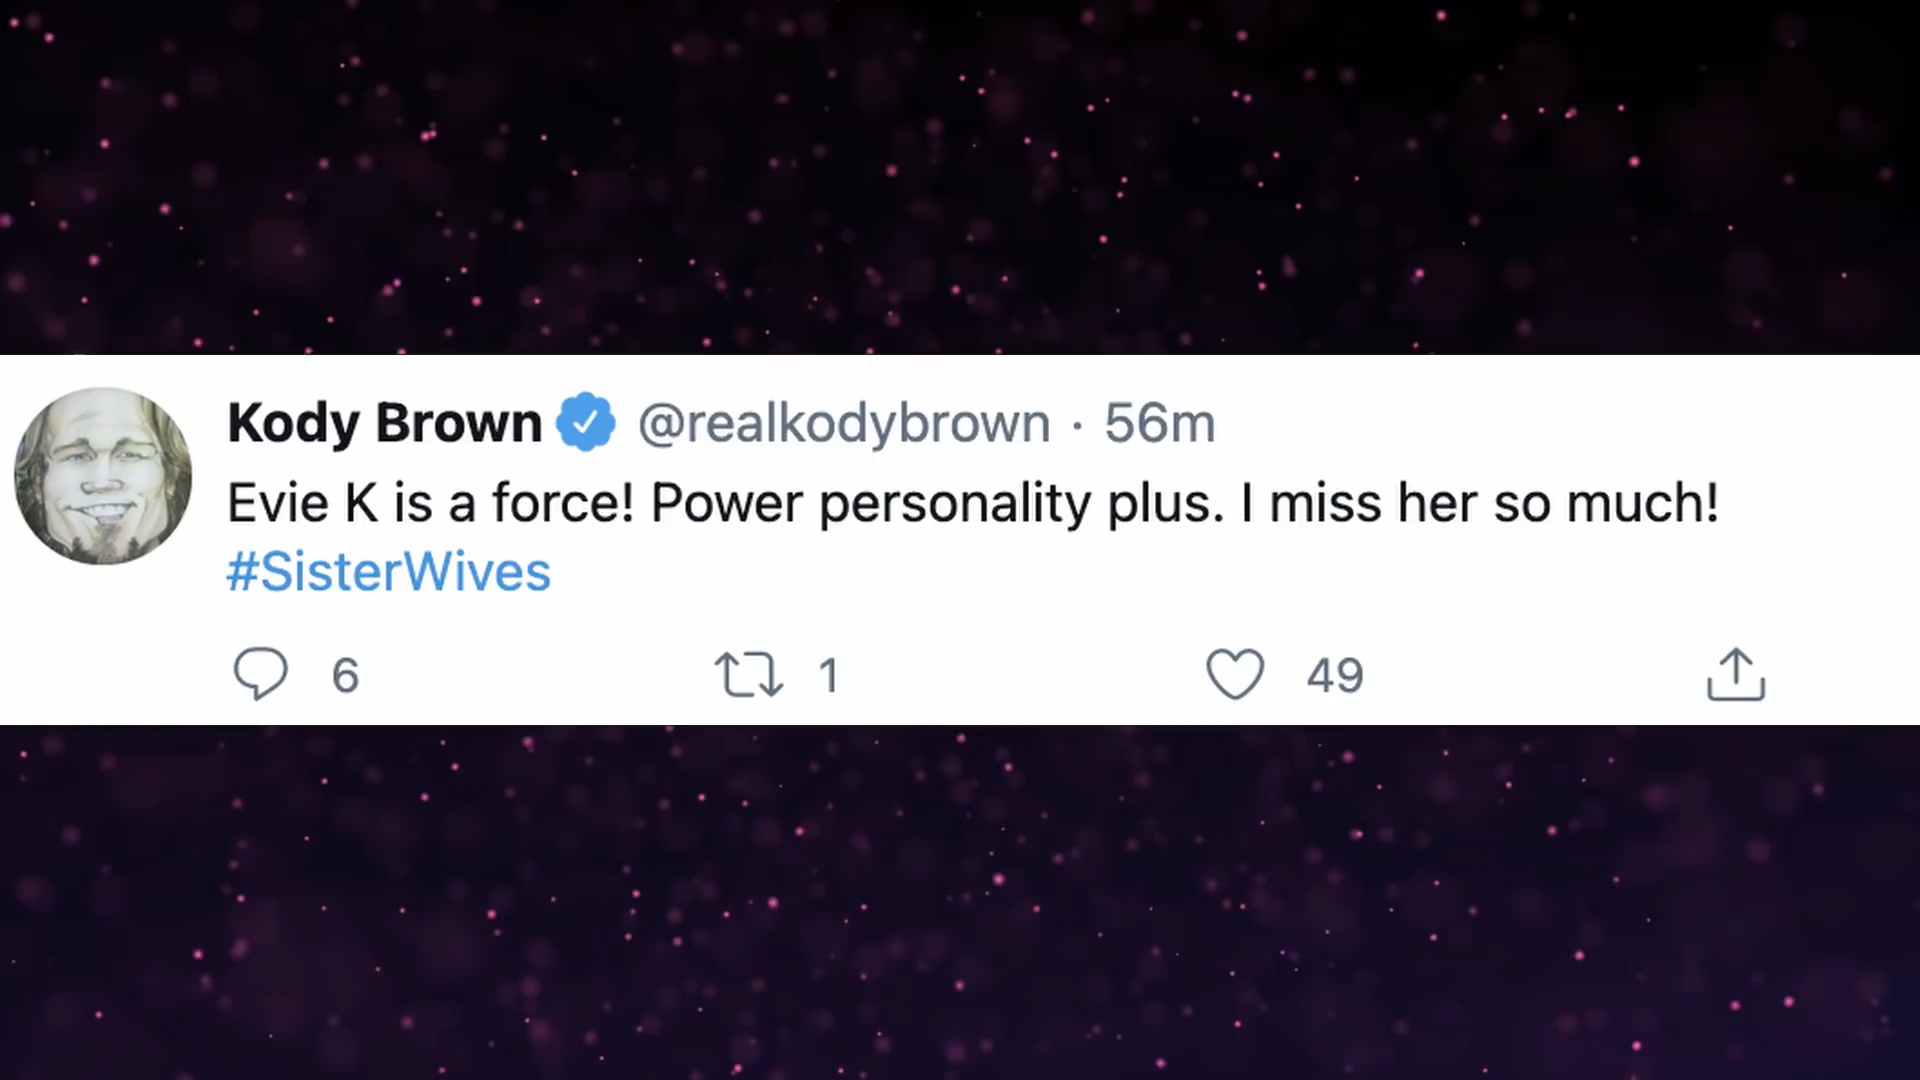 Kody Brown @realkodybrown · 56m
Evie K is a force! Power personality plus. I miss her so much!
#SisterWives
6 1 49